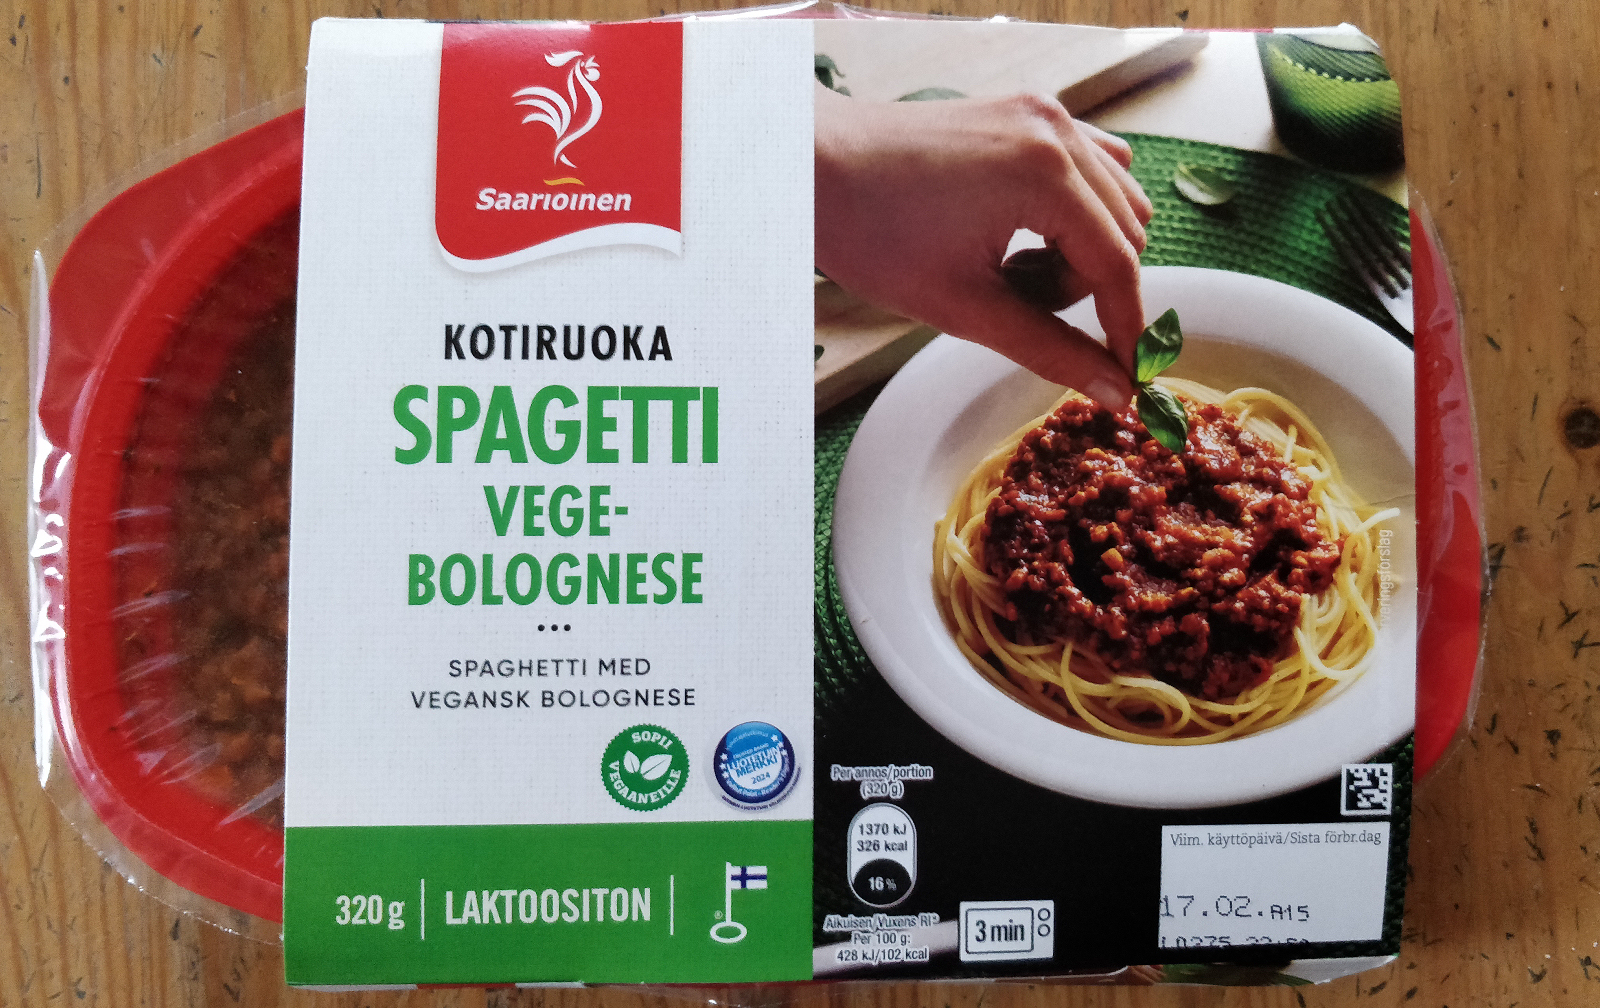 Saarioinen
KOTIRUOKA
SPAGETTI
VEGE-
BOLOGNESE
SPAGHETTI MED
VEGANSK BOLOGNESE
SOPII
VEGAANEILLE
LUOTETUIN
MERKKI
2024
320 g
LAKTOOSITON
Per annos/portion
(320 g)
1370 kJ
326 kcal
16 %
Aikuisen/Vuxens RI*
Per 100 g:
428 kJ/102 kcal
3 min
Viim. käyttöpäivä/Sista förbr.dag
17.02. A15